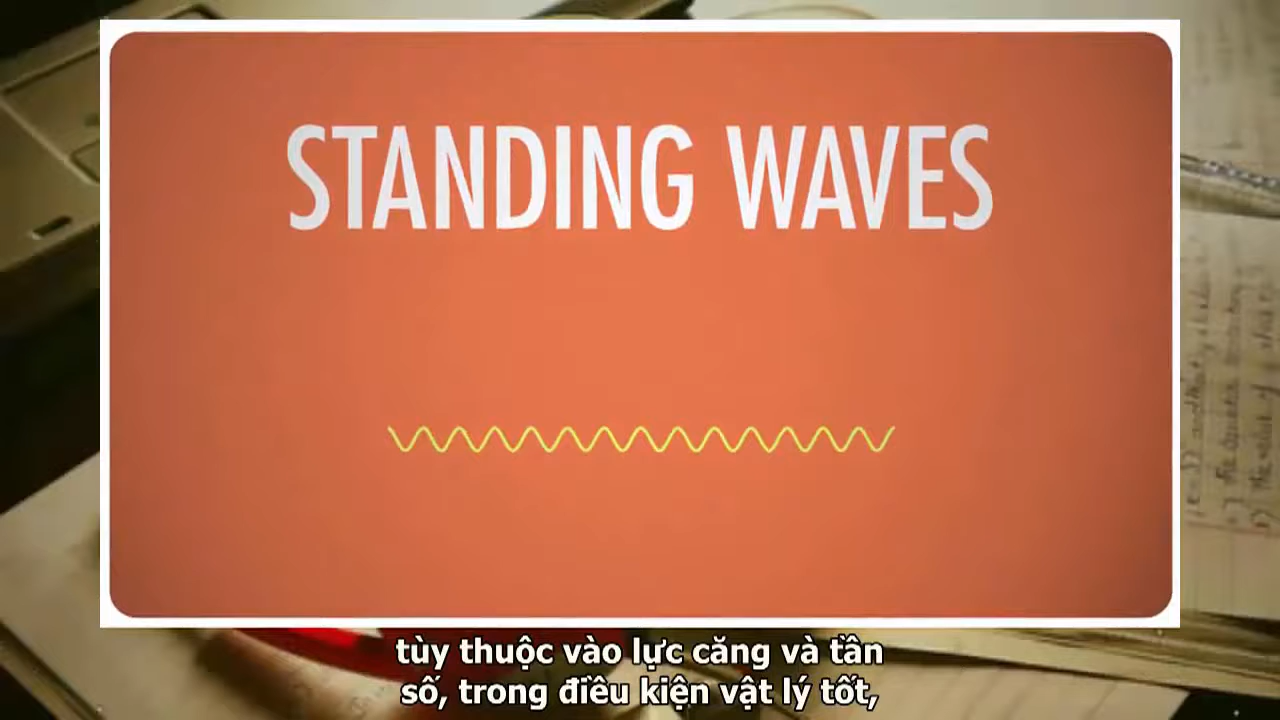 STANDING WAVES
tùy thuộc vào lực căng và tần
số, trong điều kiện vật lý tốt,